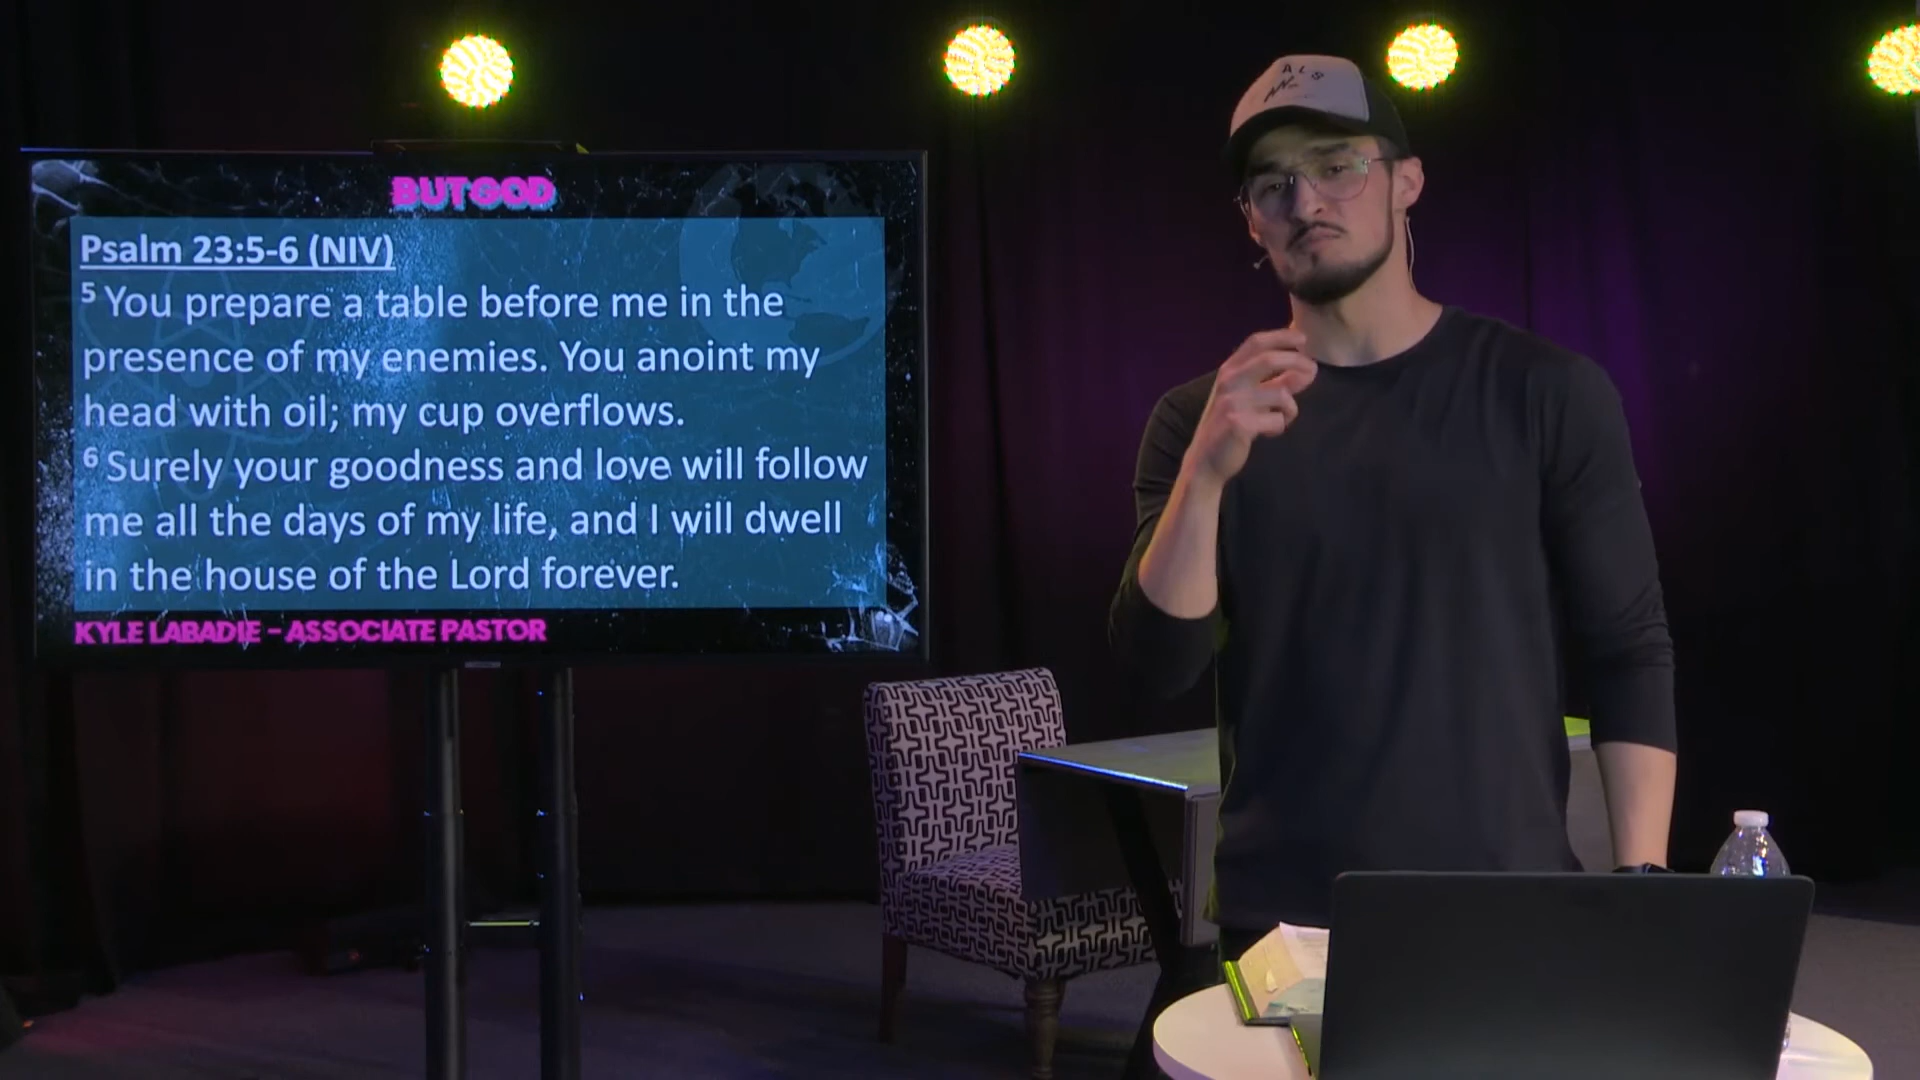 BUT GOD
Psalm 23:5-6 (NIV)
5 You prepare a table before me in the
presence of my enemies. You anoint my
head with oil; my cup overflows.
6 Surely your goodness and love will follow
me all the days of my life, and I will dwell
in the house of the Lord forever.
KYLE LABADIE - ASSOCIATE PASTOR